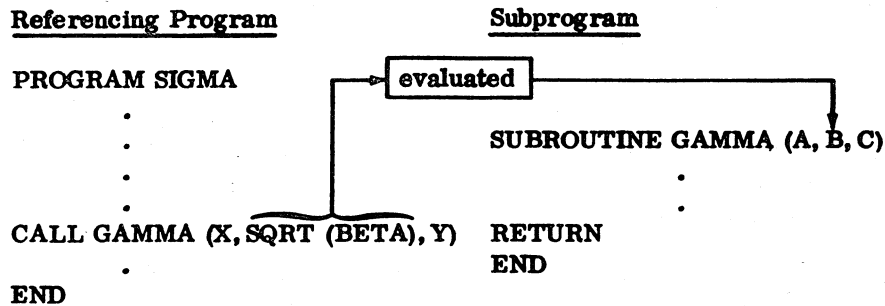 Referencing Program
Subprogram
PROGRAM SIGMA
evaluated
SUBROUTINE GAMMA (A, B, C)
CALL GAMMA (X, SQRT (BETA), Y)
RETURN
END
END